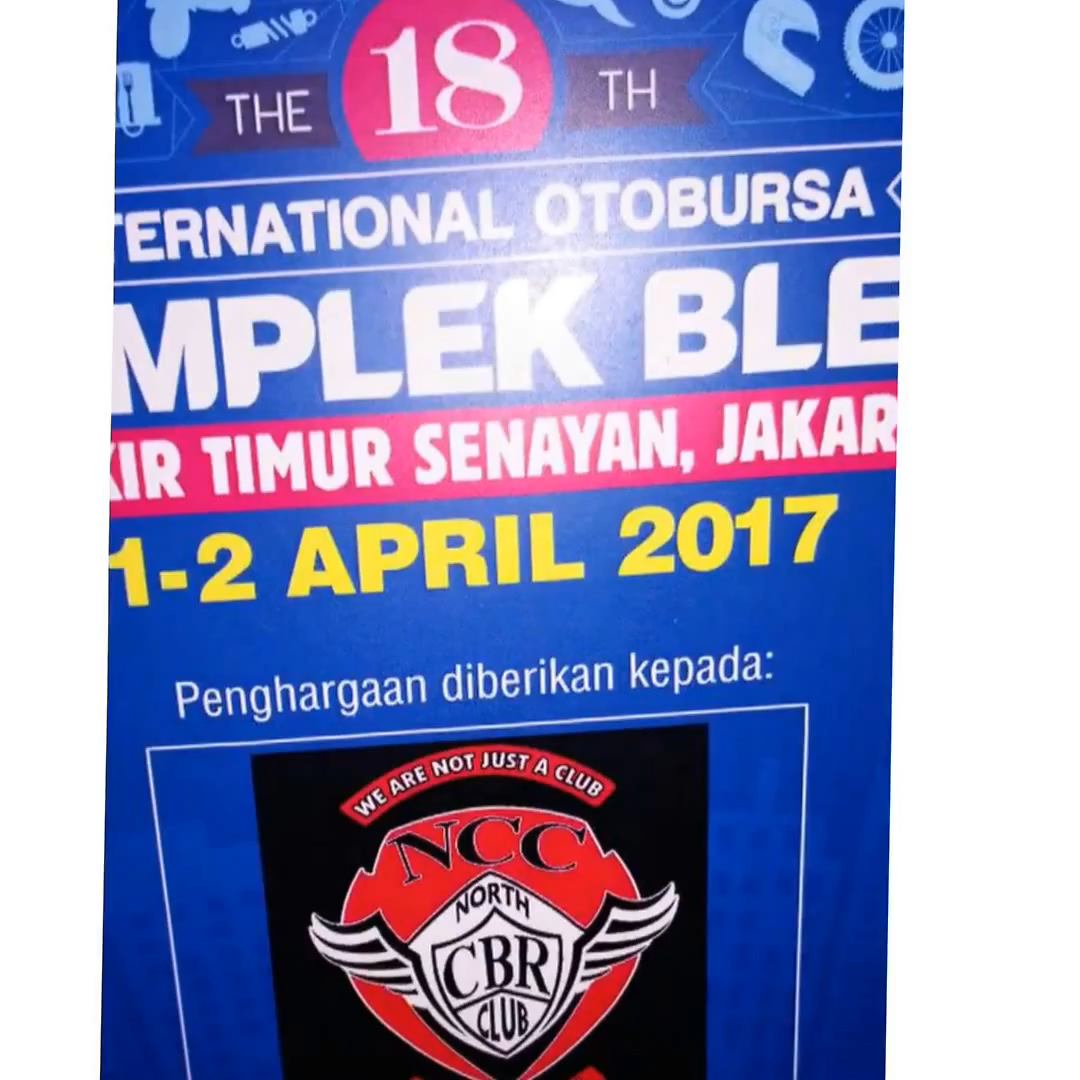 THE 18 TH
TERNATIONAL OTOBURSA
MPLEK BLE
KIR TIMUR SENAYAN, JAKAR
1-2 APRIL 2017
Penghargaan diberikan kepada:
WE ARE NOT JUST A CLUB
NCC
NORTH
CBR
CLUB